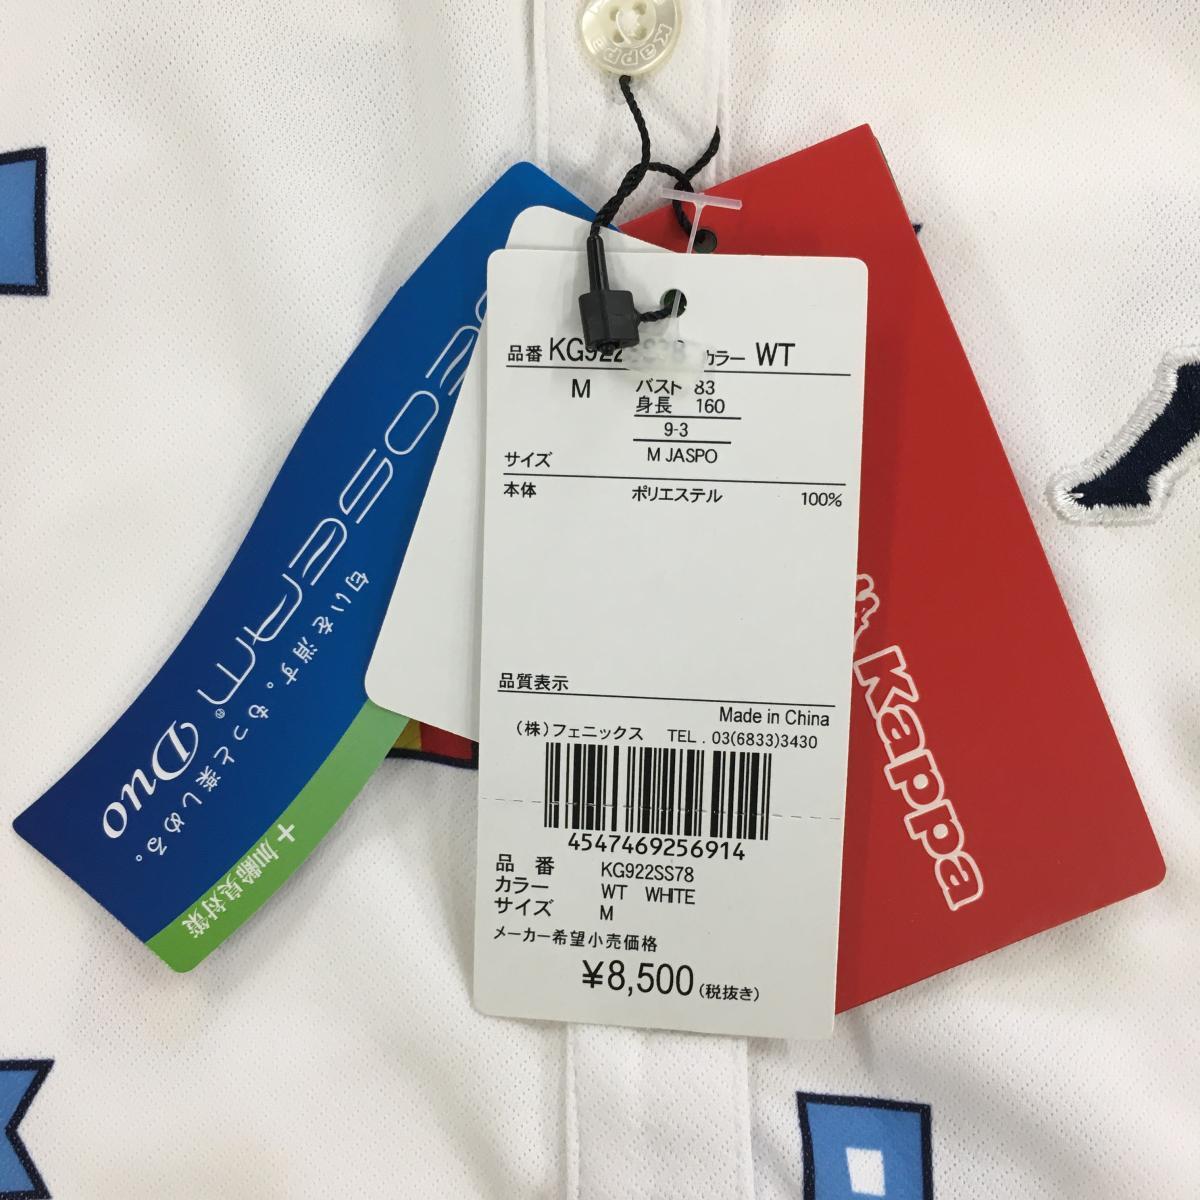 Kappa
品番 カラー WT
M バスト 83
身長 160
9-3
サイズ M JASPO
本体 ポリエステル 100%
品質表示
Made in China
(株)フェニックス TEL . 03(6833)3430
4547469256914
品 番 KG922SS78
カラー WT WHITE
サイズ M
メーカー希望小売価格
¥8,500(税抜き)
Duo
匂いを消す。もっと楽しめる。
+加齢臭対策
Kappa